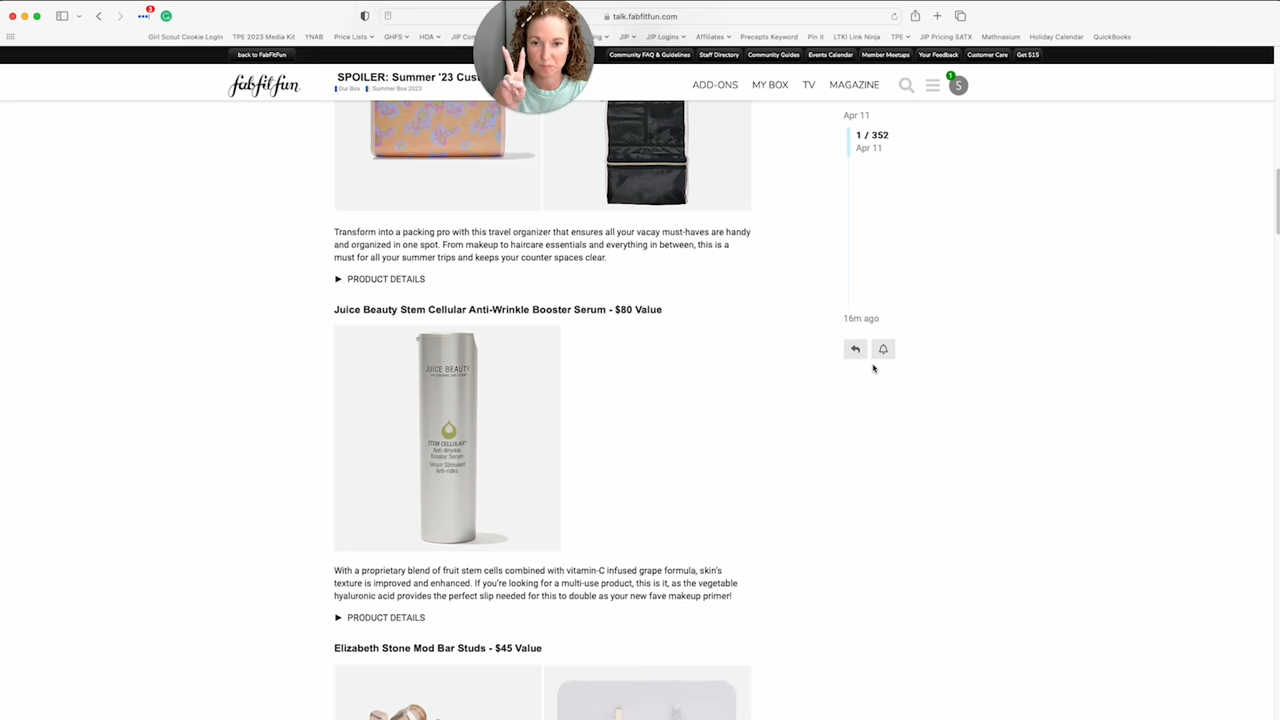 3
talk.fabfitfun.com
Girl Scout Cookie Login TPE 2023 Media Kit YNAB Price Lists GHFS HOA JIP Con ng JIP JIP Logins Affiliates Precepts Keyword Pin it LTKI Link Ninja TPE JIP Pricing SATX Mathnasium Holiday Calendar QuickBooks
back to FabFitFun Community FAQ & Guidelines Staff Directory Community Guides Events Calendar Member Meetups Your Feedback Customer Care Get $15
fabfitfun SPOILER: Summer '23 Cus ADD-ONS MY BOX TV MAGAZINE 1 S
Our Box Summer Box 2023
Apr 11
1 / 352
Apr 11
Transform into a packing pro with this travel organizer that ensures all your vacay must-haves are handy
and organized in one spot. From makeup to haircare essentials and everything in between, this is a
must for all your summer trips and keeps your counter spaces clear.
► PRODUCT DETAILS
Juice Beauty Stem Cellular Anti-Wrinkle Booster Serum - $80 Value
16m ago
JUICE BEAUTY
STEM CELLULAR
Anti-Wrinkle
Booster Serum
Sérum Stimulant
Anti-rides
With a proprietary blend of fruit stem cells combined with vitamin-C infused grape formula, skin's
texture is improved and enhanced. If you're looking for a multi-use product, this is it, as the vegetable
hyaluronic acid provides the perfect slip needed for this to double as your new fave makeup primer!
► PRODUCT DETAILS
Elizabeth Stone Mod Bar Studs - $45 Value